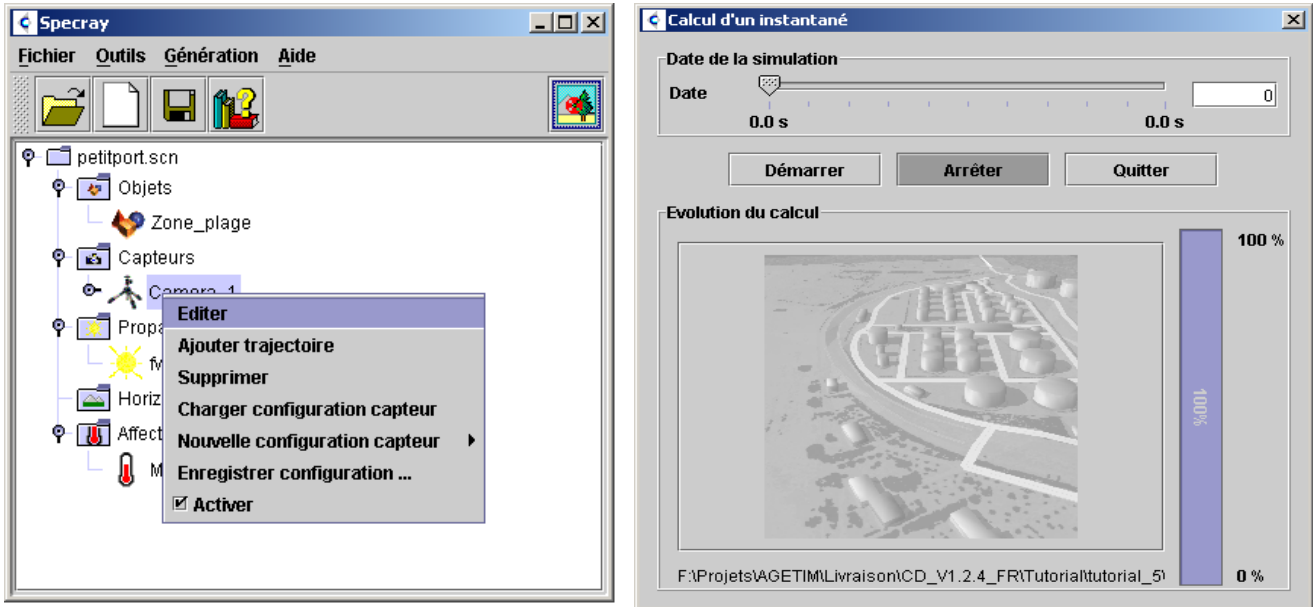 Specray
Fichier Outils Génération Aide
petitport.scn
Objets
Zone_plage
Capteurs
Camera_1
Editer
Ajouter trajectoire
Supprimer
Charger configuration capteur
Nouvelle configuration capteur
Enregistrer configuration ...
Activer
Calcul d'un instantané
Date de la simulation
Date
0
0.0 s 0.0 s
Démarrer Arrêter Quitter
Evolution du calcul
100 %
100%
F:\Projets\AGETIM\Livraison\CD_V1.2.4_FR\Tutorial\tutorial_5\
0 %